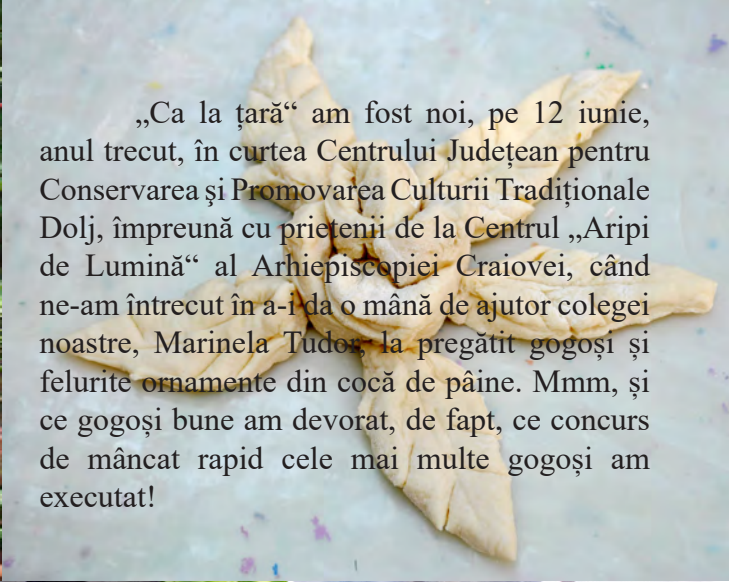 „Ca la țară“ am fost noi, pe 12 iunie,
anul trecut, în curtea Centrului Județean pentru
Conservarea şi Promovarea Culturii Tradiționale
Dolj, împreună cu prietenii de la Centrul „Aripi
de Lumină“ al Arhiepiscopiei Craiovei, când
ne-am întrecut în a-i da o mână de ajutor colegei
noastre, Marinela Tudor, la pregătit gogoși și
felurite ornamente din cocă de pâine. Mmm, și
ce gogoși bune am devorat, de fapt, ce concurs
de mâncat rapid cele mai multe gogoși am
executat!